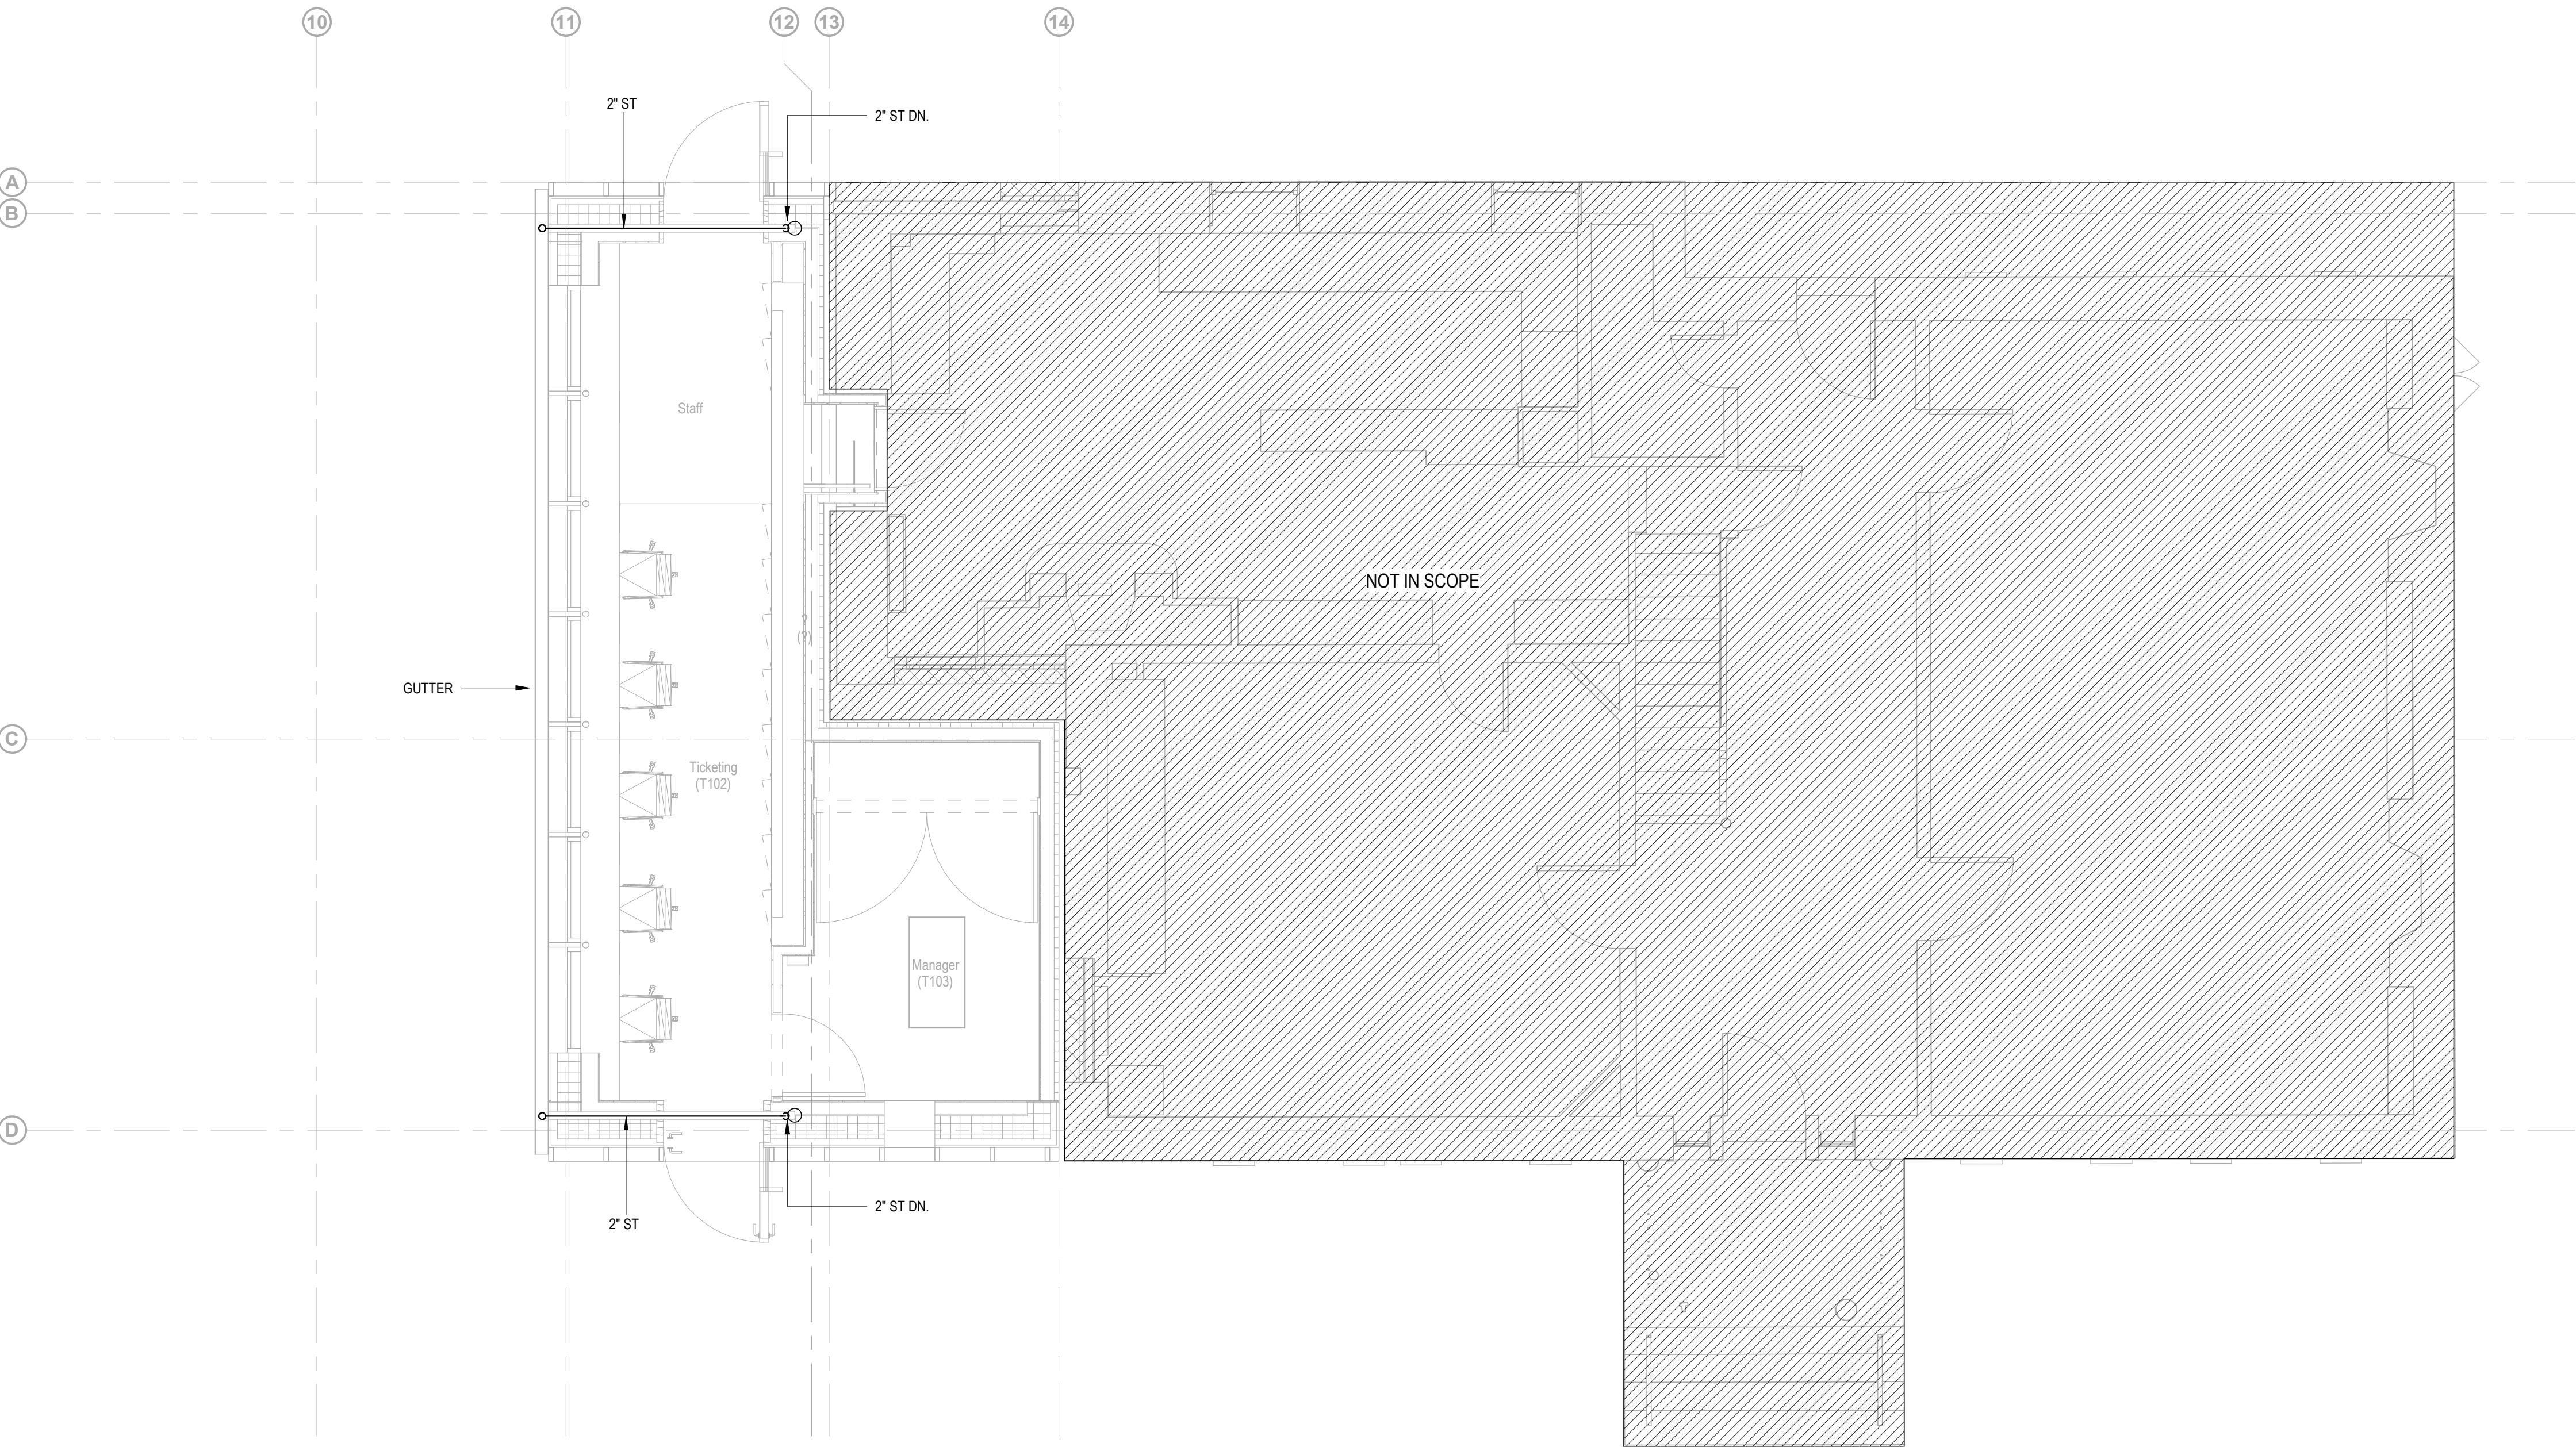 10
11
12
13
14
2" ST
2" ST DN.
A
B
Staff
NOT IN SCOPE
?
(?)
GUTTER
C
Ticketing
(T102)
Manager
(T103)
D
2" ST DN.
2" ST